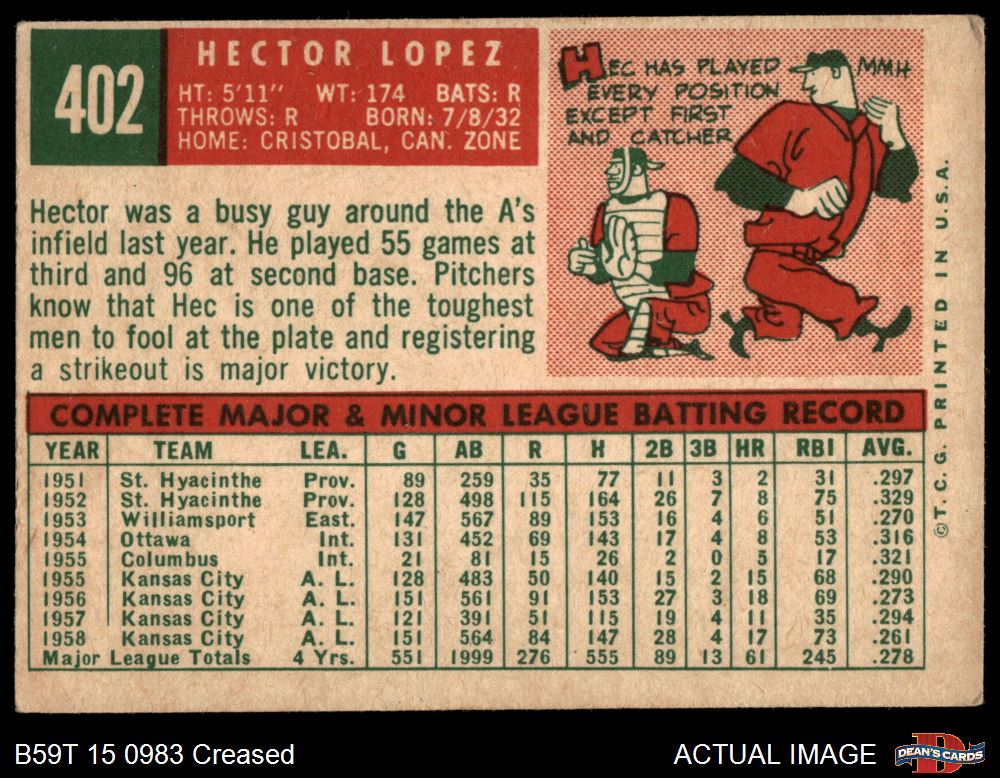 402
HECTOR LOPEZ
HT: 5'11" WT: 174 BATS: R
THROWS: R BORN: 7/8/32
HOME: CRISTOBAL, CAN. ZONE
HEC HAS PLAYED
EVERY POSITION
EXCEPT FIRST
AND CATCHER
MMH
Hector was a busy guy around the A's
infield last year. He played 55 games at
third and 96 at second base. Pitchers
know that Hec is one of the toughest
men to fool at the plate and registering
a strikeout is major victory.
COMPLETE MAJOR & MINOR LEAGUE BATTING RECORD
YEAR TEAM LEA. G AB R H 2B 3B HR RBI AVG.
1951 St. Hyacinthe Prov. 89 259 35 77 11 3 2 31 .297
1952 St. Hyacinthe Prov. 128 498 115 164 26 7 8 75 .329
1953 Williamsport East. 147 567 89 153 16 4 6 51 .270
1954 Ottawa Int. 131 452 69 143 17 4 8 53 .316
1955 Columbus Int. 21 81 15 26 2 0 5 17 .321
1955 Kansas City A. L. 128 483 50 140 15 2 15 68 .290
1956 Kansas City A. L. 151 561 91 153 27 3 18 69 .273
1957 Kansas City A. L. 121 391 51 115 19 4 11 35 .294
1958 Kansas City A. L. 151 564 84 147 28 4 17 73 .261
Major League Totals 4 Yrs. 551 1999 276 555 89 13 61 245 .278
© T. C. G. PRINTED IN U.S.A.
B59T 15 0983 Creased
ACTUAL IMAGE
DEAN'S CARDS